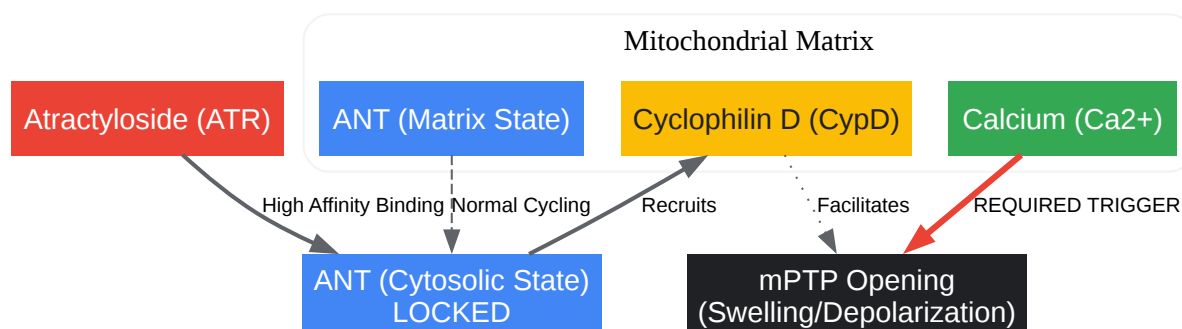 Mitochondrial Matrix
Atractyloside (ATR)
ANT (Matrix State)
Cyclophilin D (CypD)
Calcium (Ca2+)
High Affinity Binding
Normal Cycling
Recruits
Facilitates
REQUIRED TRIGGER
ANT (Cytosolic State)
LOCKED
mPTP Opening
(Swelling/Depolarization)